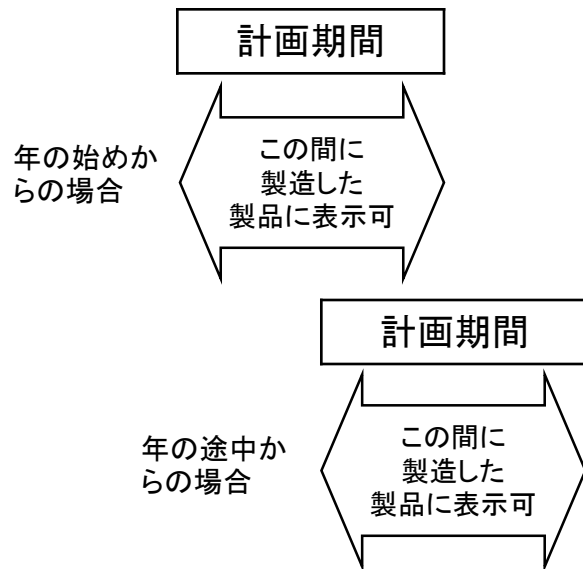 計画期間
年の始めか
らの場合
この間に
製造した
製品に表示可
計画期間
年の途中か
らの場合
この間に
製造した
製品に表示可